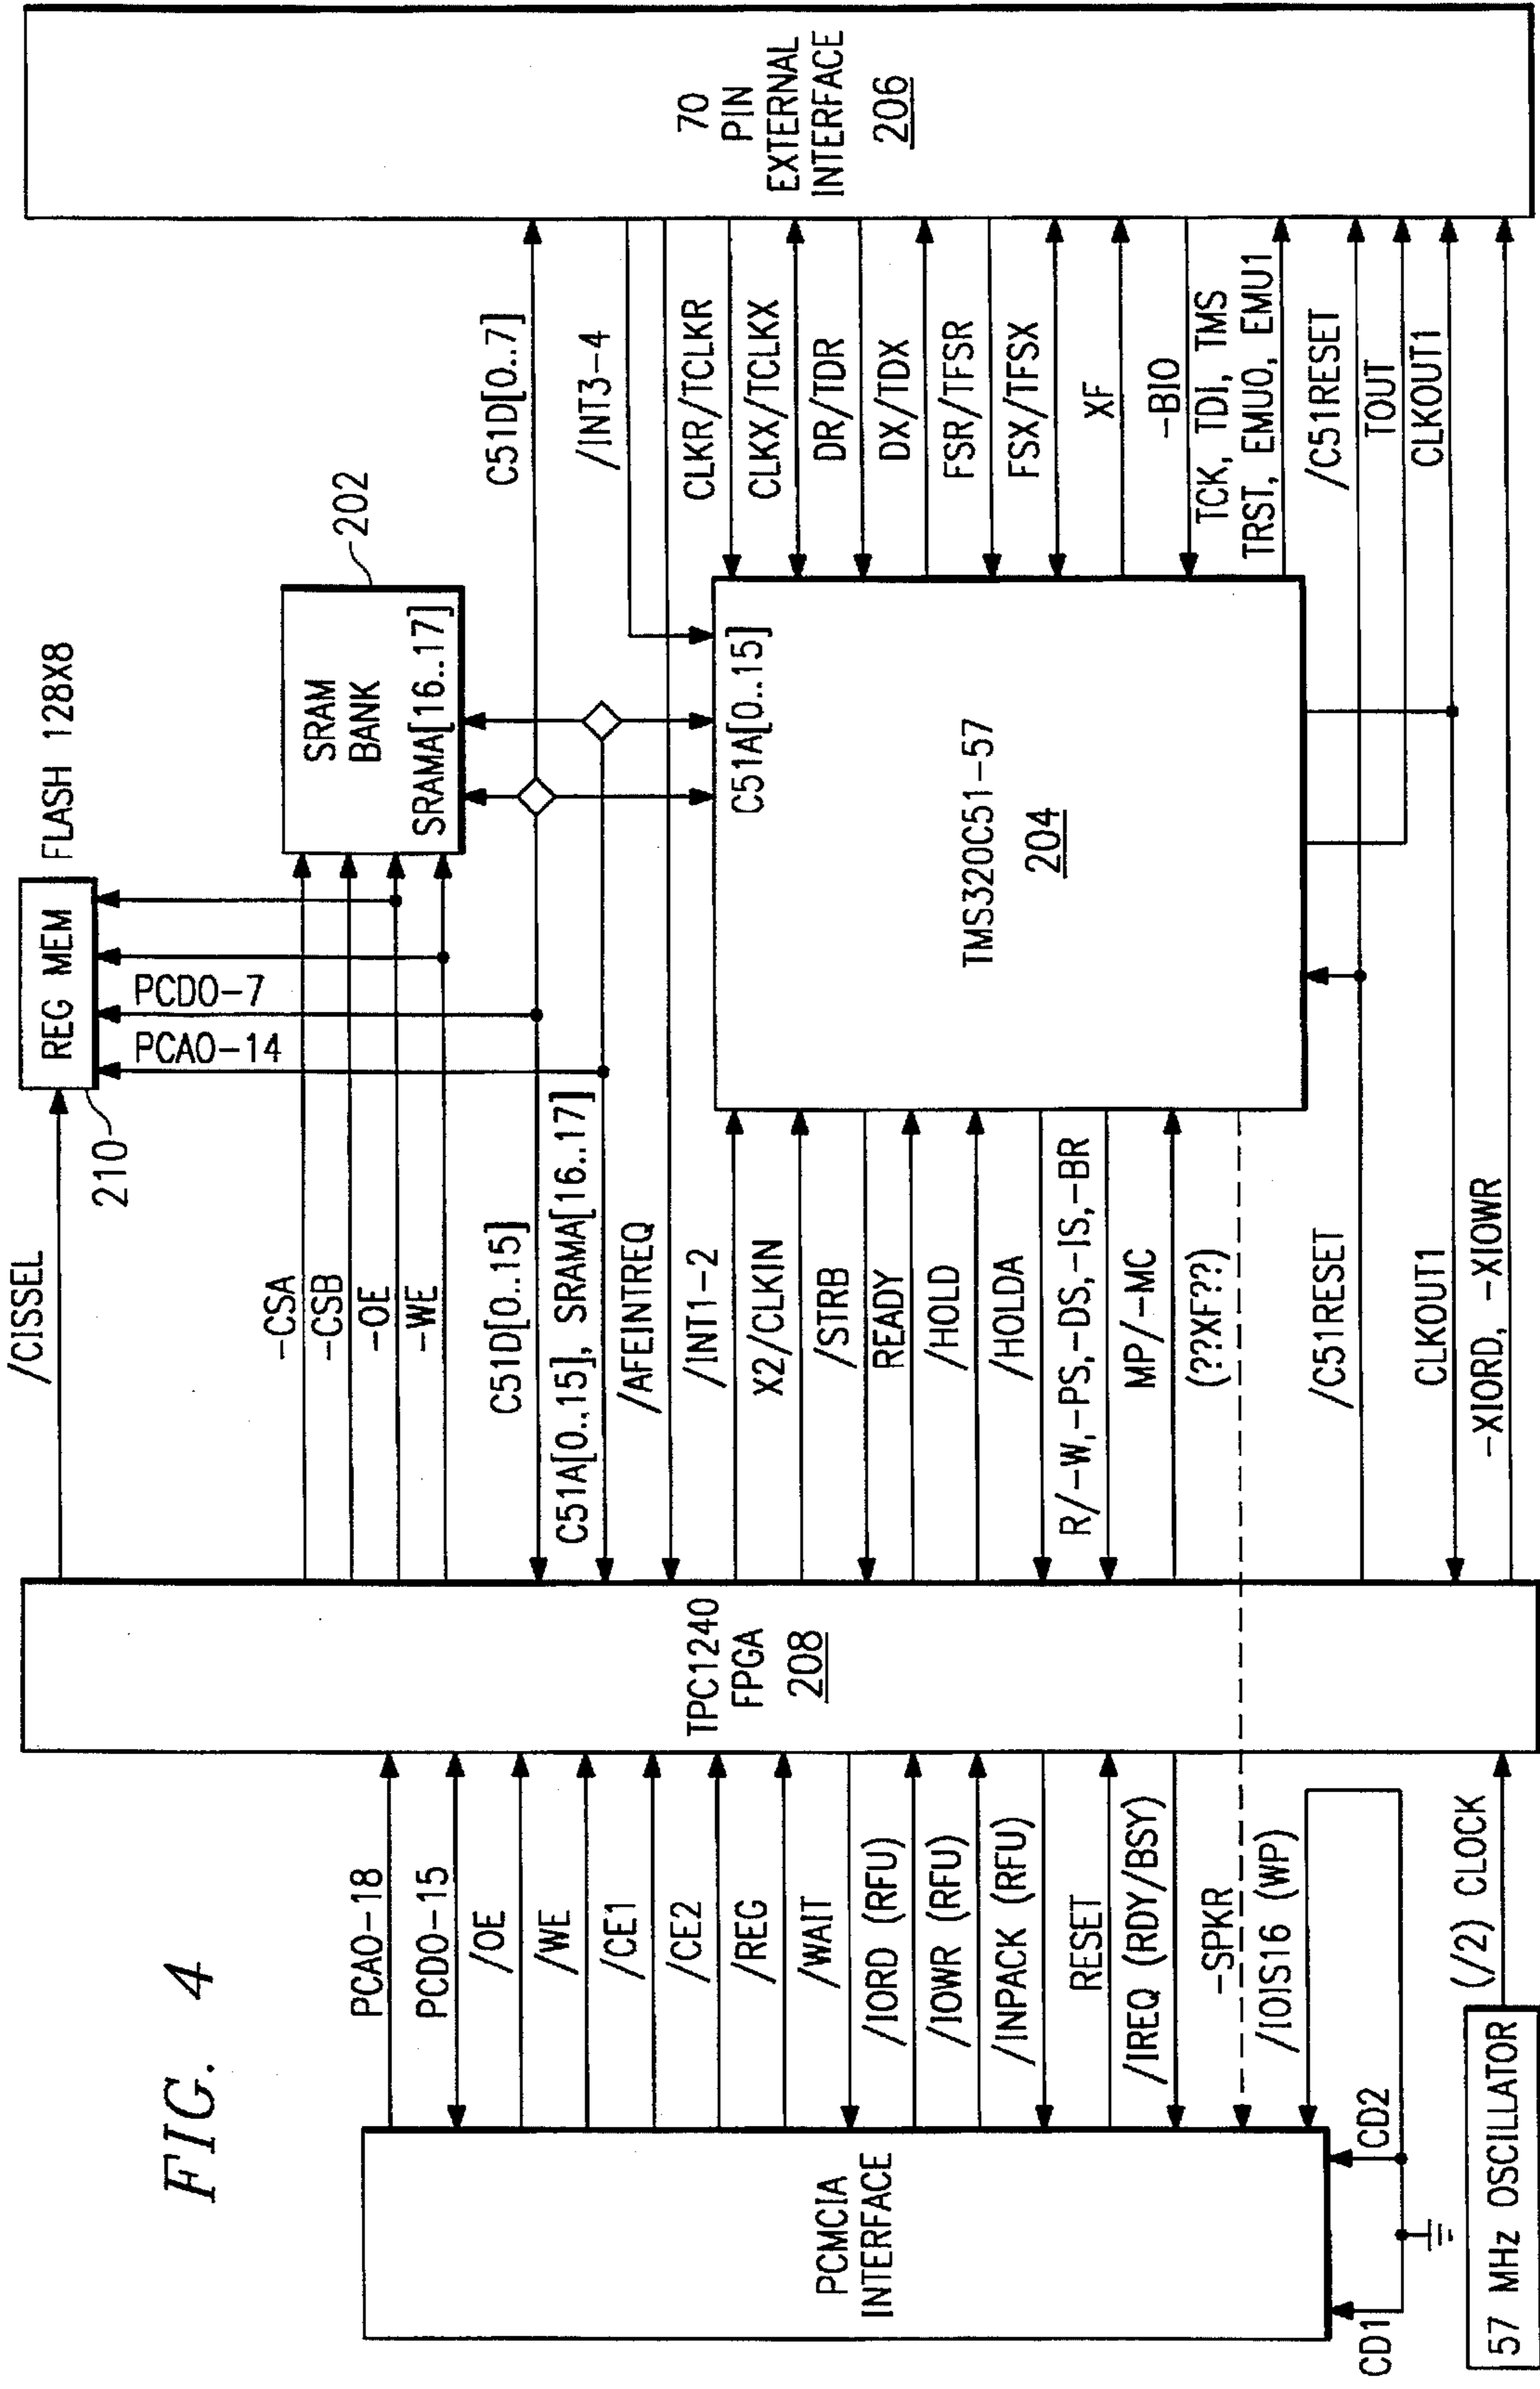 FIG. 4
PCMCIA
INTERFACE
PCA0-18
PCD0-15
/OE
/WE
/CE1
/CE2
/REG
/WAIT
/IORD (RFU)
/IOWR (RFU)
/INPACK (RFU)
RESET
/IREQ (RDY/BSY)
-SPKR
/IOIS16 (WP)
CD1
CD2
57 MHz OSCILLATOR
(/2) CLOCK
TPC1240
FPGA
208
/CISSEL
210
REG MEM
FLASH 128X8
PCD0-7
PCA0-14
-CSA
-CSB
-OE
-WE
SRAM
BANK
SRAMA[16..17]
202
C51D[0..15]
C51A[0..15], SRAMA[16..17]
/AFEINTREQ
/INT1-2
X2/CLKIN
/STRB
READY
/HOLD
/HOLDA
R/-W,-PS,-DS,-IS,-BR
MP/-MC
(??XF??)
/C51RESET
CLKOUT1
-XIORD, -XIOWR
C51A[0..15]
TMS320C51-57
204
C51D[0..7]
/INT3-4
CLKR/TCLKR
CLKX/TCLKX
DR/TDR
DX/TDX
FSR/TFSR
FSX/TFSX
XF
-BIO
TCK, TDI, TMS
TRST, EMU0, EMU1
/C51RESET
TOUT
CLKOUT1
70
PIN
EXTERNAL
INTERFACE
206